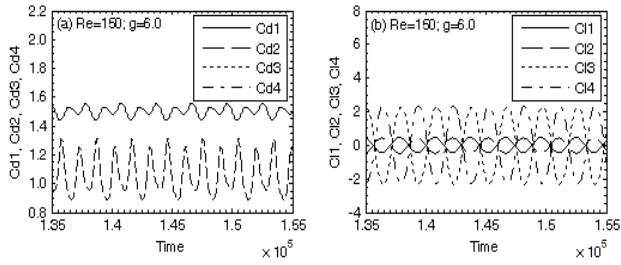 (a) Re=150; g=6.0
Cd1
Cd2
Cd3
Cd4
Cd1, Cd2, Cd3, Cd4
2.2
2.0
1.8
1.6
1.4
1.2
1.0
0.8
1.35
1.4
1.45
1.5
1.55
Time
×10⁵
(b) Re=150; g=6.0
Cl1
Cl2
Cl3
Cl4
Cl1, Cl2, Cl3, Cl4
8
6
4
2
0
-2
-4
1.35
1.4
1.45
1.5
1.55
Time
×10⁵